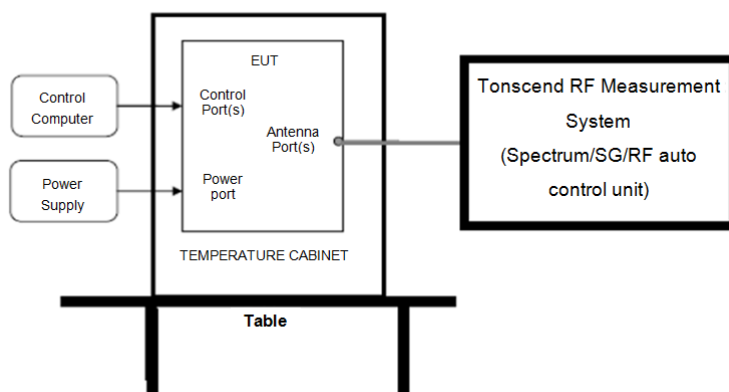 EUT
Control
Computer
Control
Port(s)
Antenna
Port(s)
Power
Supply
Power
port
TEMPERATURE CABINET
Table
Tonscend RF Measurement
System
(Spectrum/SG/RF auto
control unit)